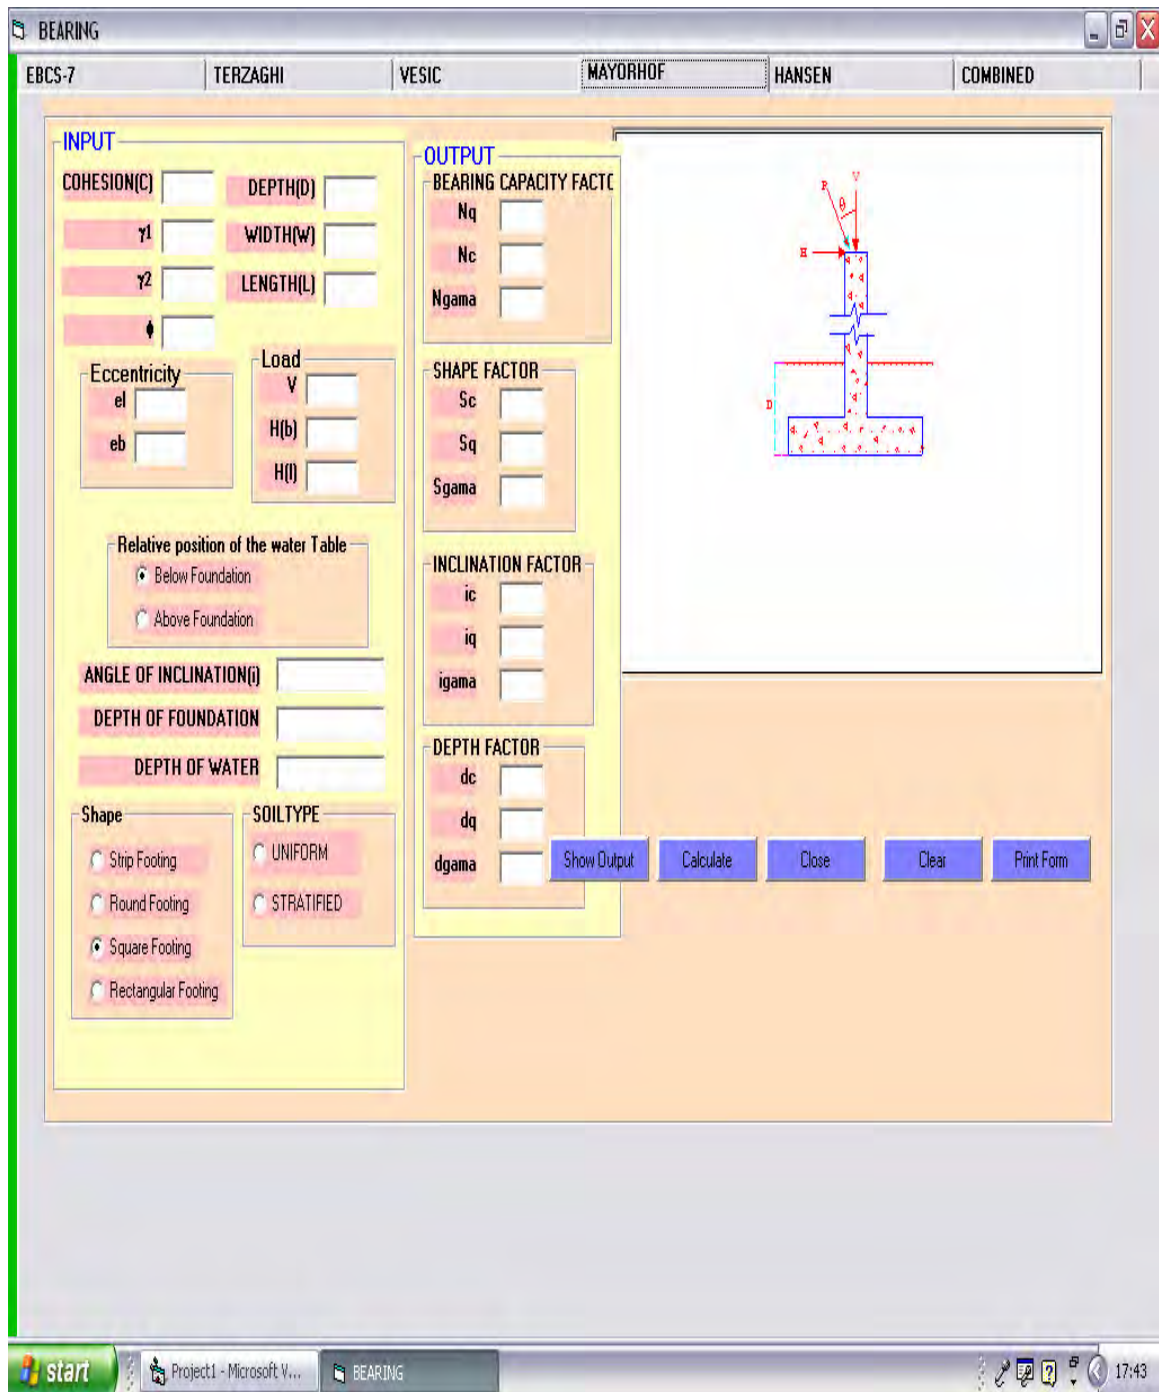 BEARING
EBCS-7 TERZAGHI VESIC MAYORHOF HANSEN COMBINED
INPUT
COHESION(C)
γ1
γ2
ϕ
DEPTH(D)
WIDTH(W)
LENGTH(L)
Eccentricity
el
eb
Load
V
H(b)
H(l)
Relative position of the water Table
Below Foundation
Above Foundation
ANGLE OF INCLINATION(i)
DEPTH OF FOUNDATION
DEPTH OF WATER
Shape
Strip Footing
Round Footing
Square Footing
Rectangular Footing
SOILTYPE
UNIFORM
STRATIFIED
OUTPUT
BEARING CAPACITY FACTC
Nq
Nc
Ngama
SHAPE FACTOR
Sc
Sq
Sgama
INCLINATION FACTOR
ic
iq
igama
DEPTH FACTOR
dc
dq
dgama
V
θ
H
D
Show Output Calculate Close Clear Print Form
start Project1 - Microsoft V... BEARING 17:43